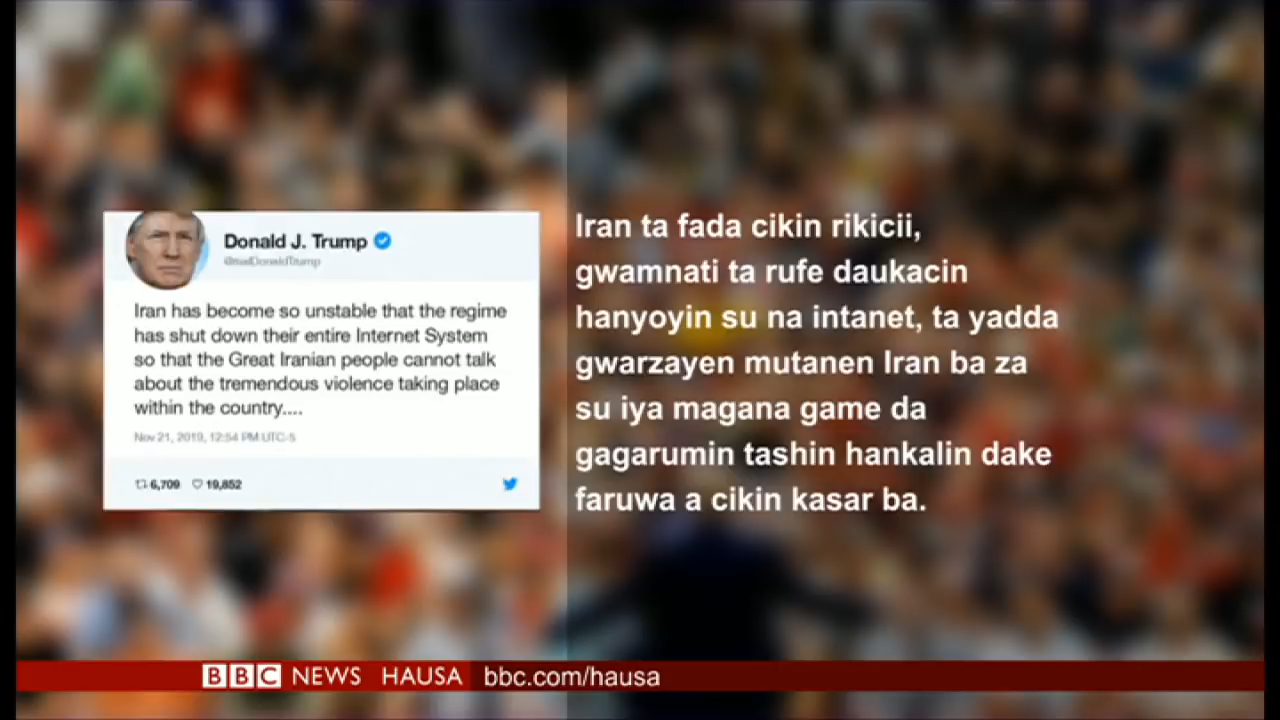 Donald J. Trump
@realDonaldTrump
Iran has become so unstable that the regime
has shut down their entire Internet System
so that the Great Iranian people cannot talk
about the tremendous violence taking place
within the country....
Nov 21, 2019, 12:54 PM UTC-5
6,709 19,852
Iran ta fada cikin rikicii,
gwamnati ta rufe daukacin
hanyoyin su na intanet, ta yadda
gwarzayen mutanen Iran ba za
su iya magana game da
gagarumin tashin hankalin dake
faruwa a cikin kasar ba.
BBC NEWS HAUSA bbc.com/hausa